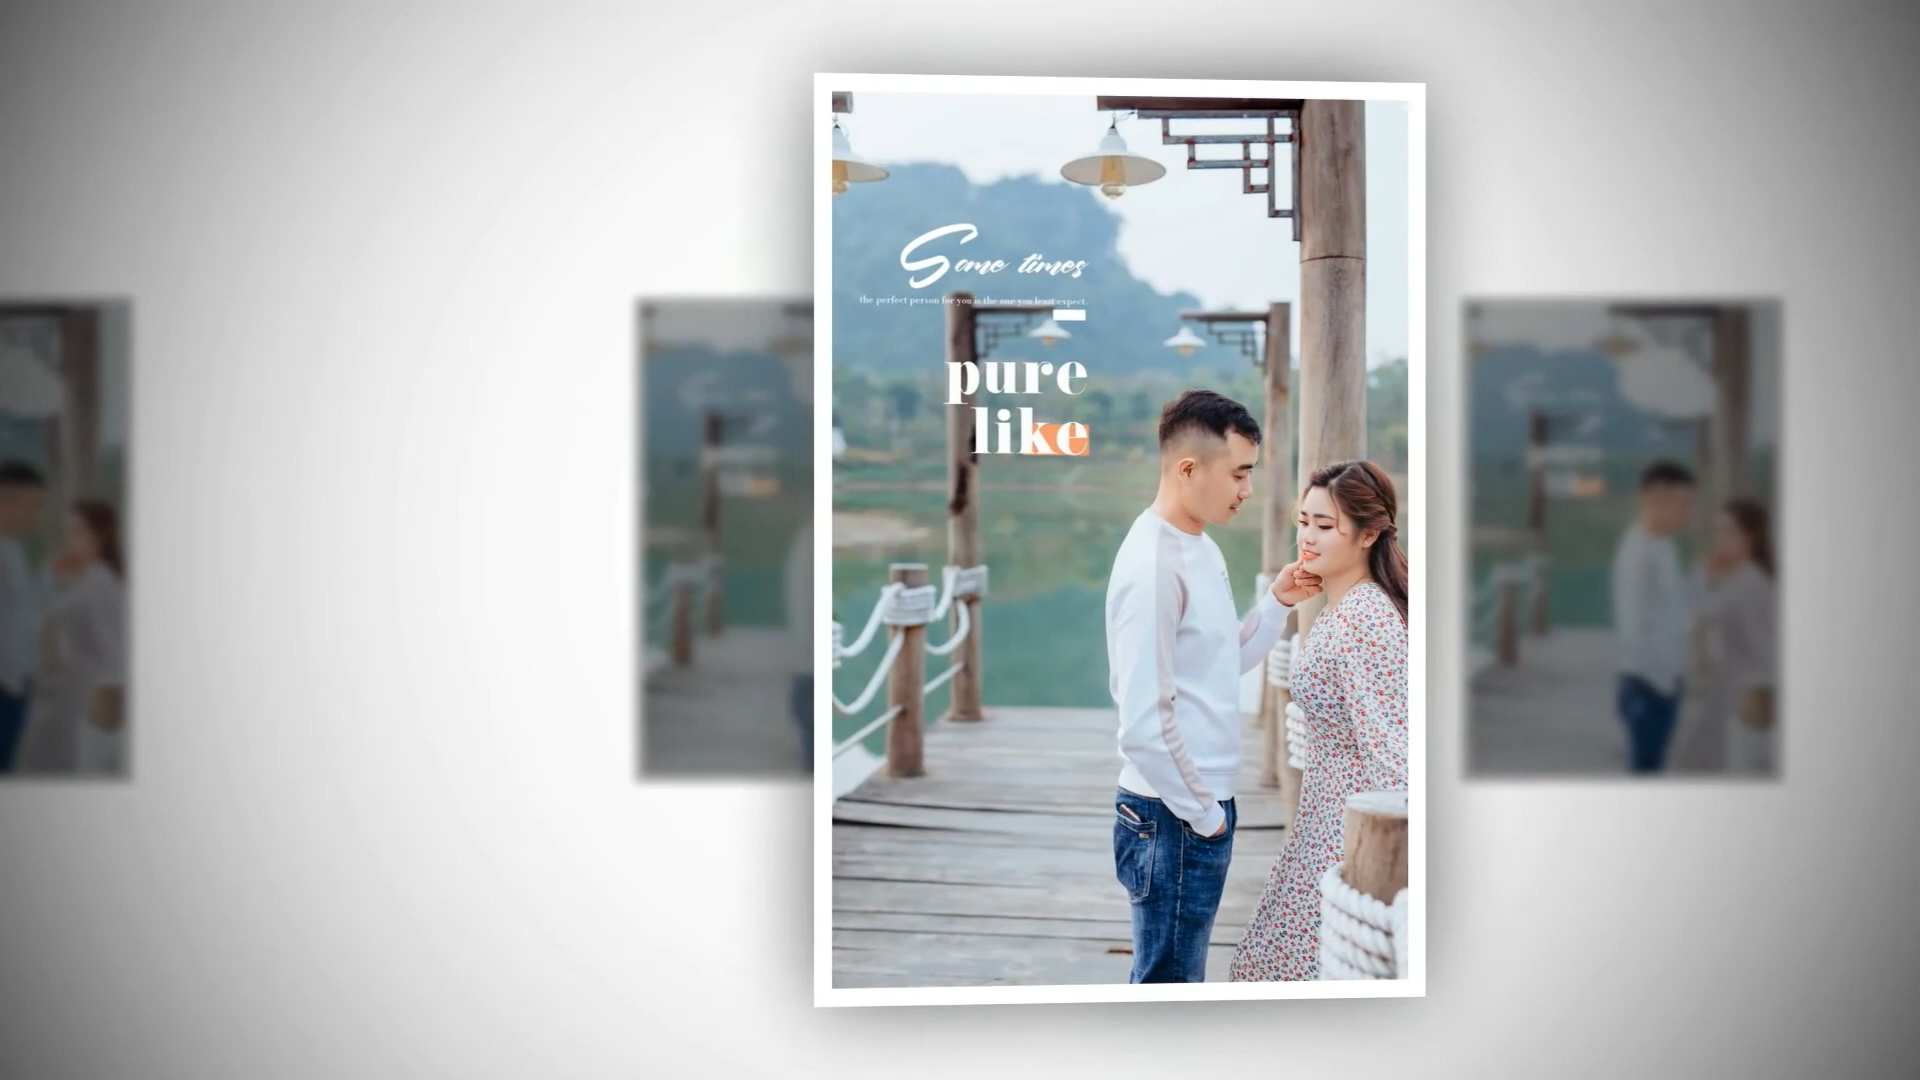 Some times
the perfect person for you is the one you least expect.
pure
like